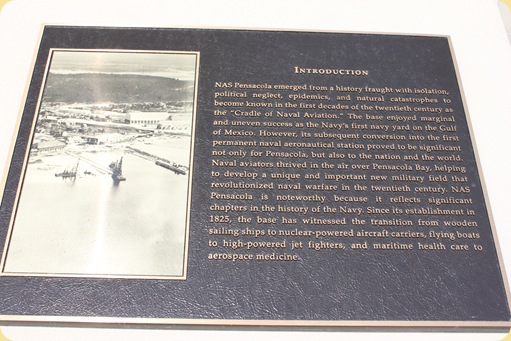 INTRODUCTION
NAS Pensacola emerged from a history fraught with isolation,
political neglect, epidemics, and natural catastrophes to
become known in the first decades of the twentieth century as
the "Cradle of Naval Aviation." The base enjoyed marginal
and uneven success as the Navy's first navy yard on the Gulf
of Mexico. However, its subsequent conversion into the first
permanent naval aeronautical station proved to be significant
not only for Pensacola, but also to the nation and the world.
Naval aviators thrived in the air over Pensacola Bay, helping
to develop a unique and important new military field that
revolutionized naval warfare in the twentieth century. NAS
Pensacola is noteworthy because it reflects significant
chapters in the history of the Navy. Since its establishment in
1825, the base has witnessed the transition from wooden
sailing ships to nuclear-powered aircraft carriers, flying boats
to high-powered jet fighters, and maritime health care to
aerospace medicine.